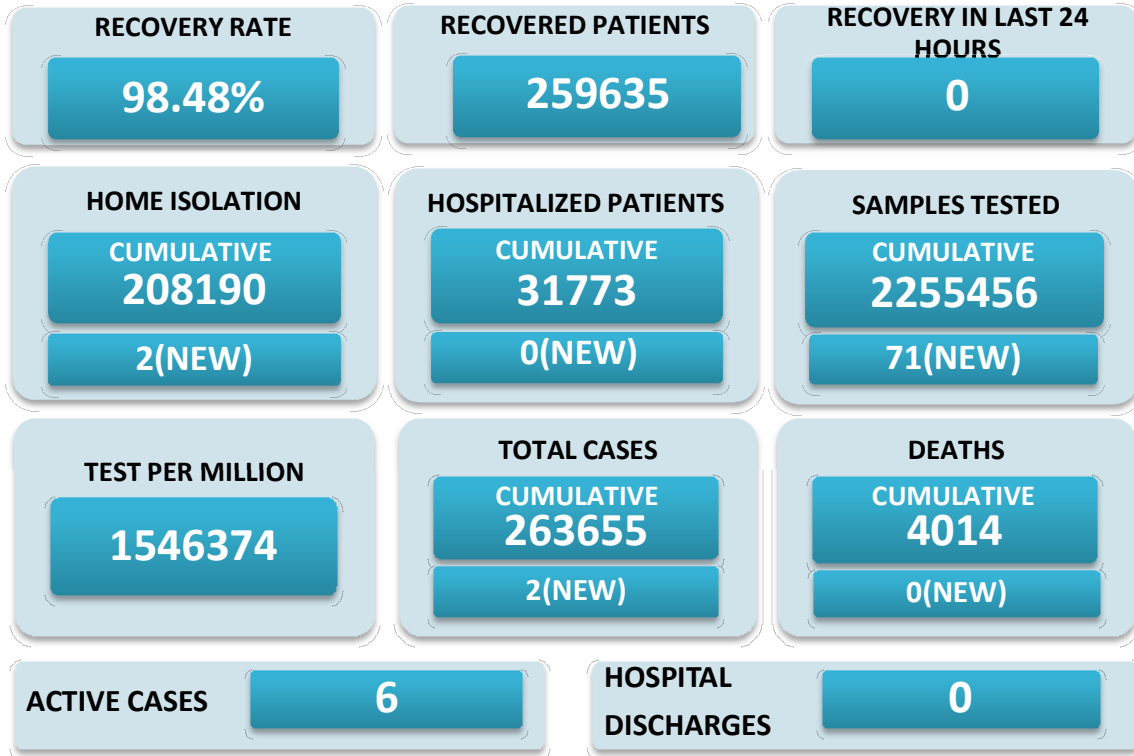 RECOVERY RATE
98.48%
RECOVERED PATIENTS
259635
RECOVERY IN LAST 24
HOURS
0
HOME ISOLATION
CUMULATIVE
208190
2(NEW)
HOSPITALIZED PATIENTS
CUMULATIVE
31773
0(NEW)
SAMPLES TESTED
CUMULATIVE
2255456
71(NEW)
TEST PER MILLION
1546374
TOTAL CASES
CUMULATIVE
263655
2(NEW)
DEATHS
CUMULATIVE
4014
0(NEW)
ACTIVE CASES
6
HOSPITAL
DISCHARGES
0